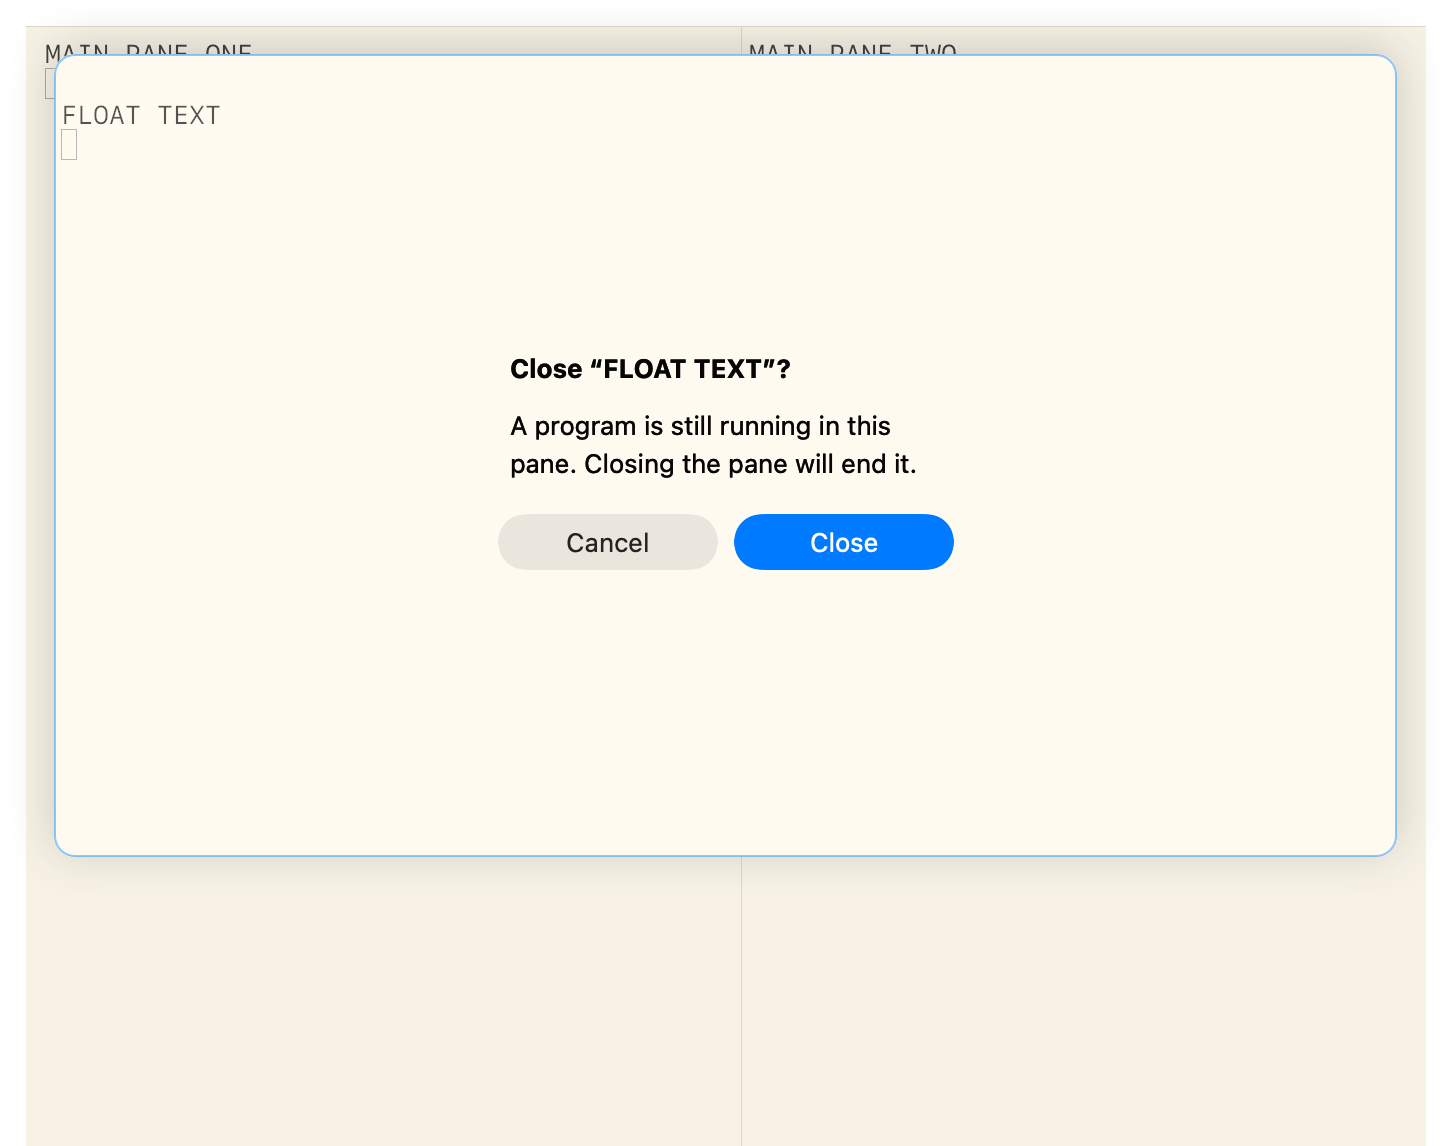 MAIN PANE ONE
MAIN PANE TWO
FLOAT TEXT
Close “FLOAT TEXT”?
A program is still running in this
pane. Closing the pane will end it.
Cancel
Close